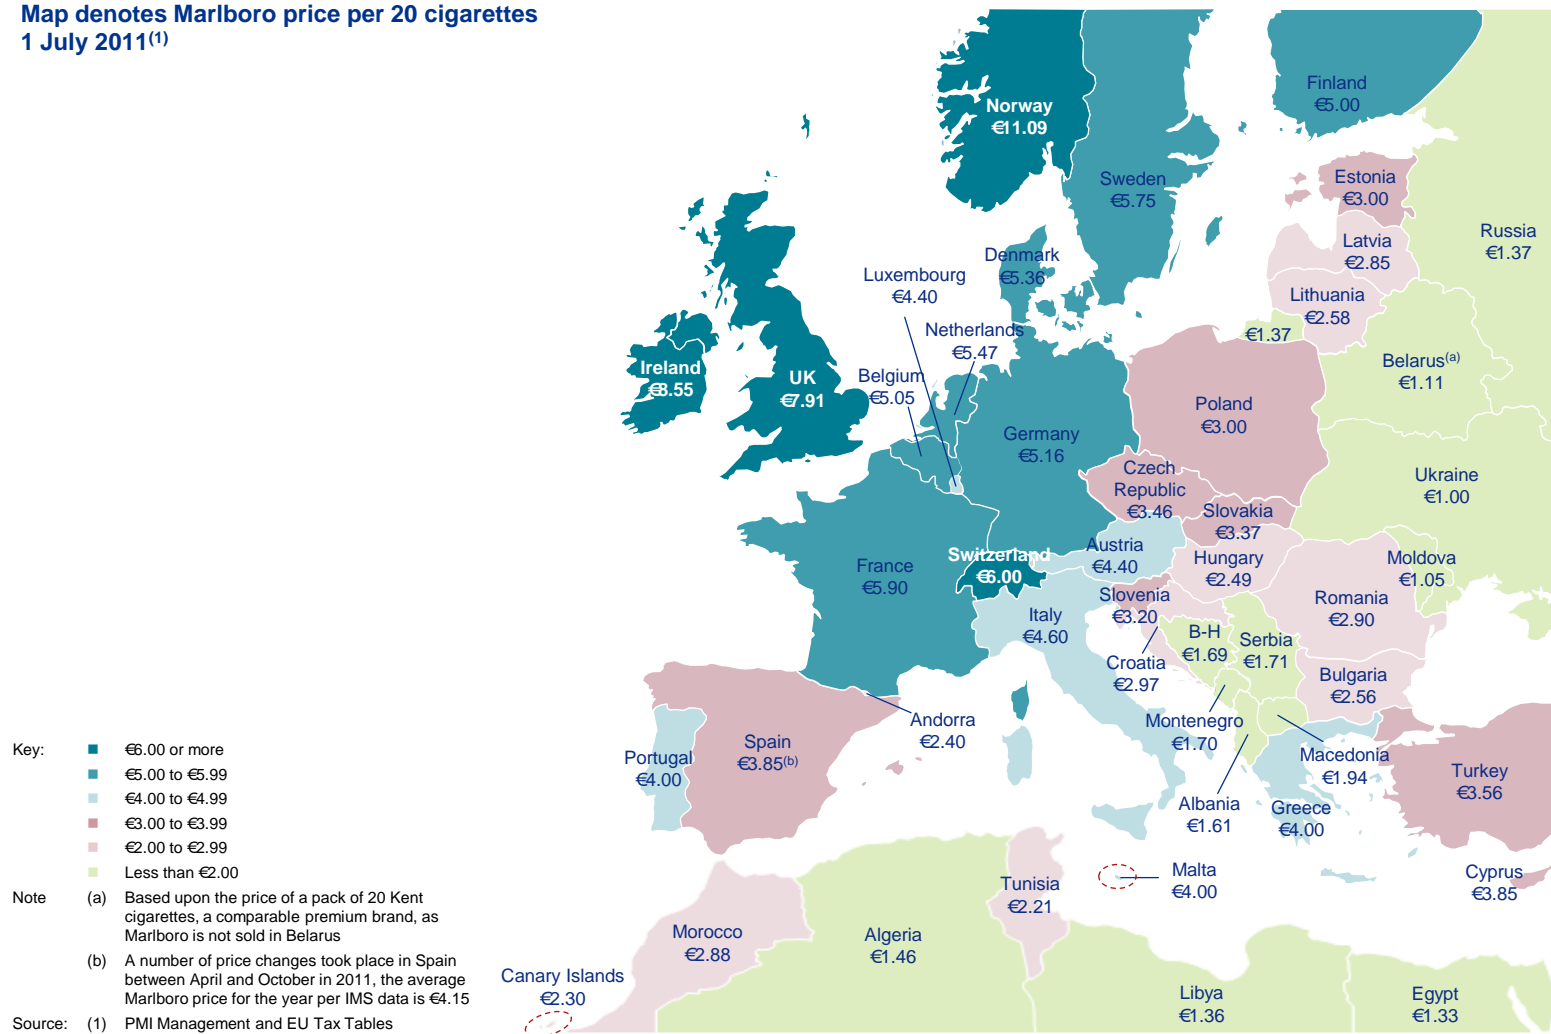 Map denotes Marlboro price per 20 cigarettes
1 July 2011(1)
Norway
€11.09
Finland
€5.00
Sweden
€5.75
Estonia
€3.00
Russia
€1.37
Latvia
€2.85
Denmark
€5.36
Luxembourg
€4.40
Lithuania
€2.58
Netherlands
€5.47
€1.37
Belarus(a)
€1.11
Ireland
€8.55
UK
€7.91
Belgium
€5.05
Poland
€3.00
Germany
€5.16
Czech
Republic
€3.46
Ukraine
€1.00
Slovakia
€3.37
Austria
€4.40
Switzerland
€6.00
France
€5.90
Hungary
€2.49
Moldova
€1.05
Slovenia
€3.20
Romania
€2.90
Italy
€4.60
B-H
€1.69
Serbia
€1.71
Croatia
€2.97
Bulgaria
€2.56
Andorra
€2.40
Montenegro
€1.70
Spain
€3.85(b)
Portugal
€4.00
Macedonia
€1.94
Turkey
€3.56
Albania
€1.61
Greece
€4.00
Malta
€4.00
Cyprus
€3.85
Tunisia
€2.21
Morocco
€2.88
Algeria
€1.46
Canary Islands
€2.30
Libya
€1.36
Egypt
€1.33
Key:
€6.00 or more
€5.00 to €5.99
€4.00 to €4.99
€3.00 to €3.99
€2.00 to €2.99
Less than €2.00
Note (a) Based upon the price of a pack of 20 Kent
cigarettes, a comparable premium brand, as
Marlboro is not sold in Belarus
(b) A number of price changes took place in Spain
between April and October in 2011, the average
Marlboro price for the year per IMS data is €4.15
Source: (1) PMI Management and EU Tax Tables